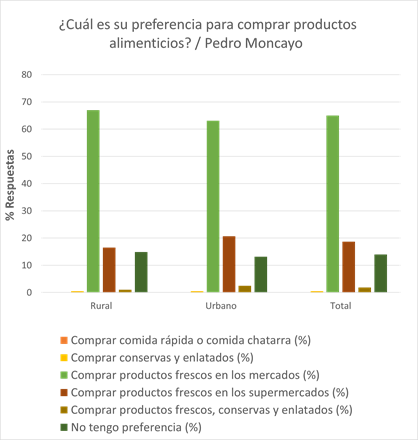 ¿Cuál es su preferencia para comprar productos
alimenticios? / Pedro Moncayo
80
70
60
50
40
30
20
10
0
% Respuestas
Rural
Urbano
Total
Comprar comida rápida o comida chatarra (%)
Comprar conservas y enlatados (%)
Comprar productos frescos en los mercados (%)
Comprar productos frescos en los supermercados (%)
Comprar productos frescos, conservas y enlatados (%)
No tengo preferencia (%)